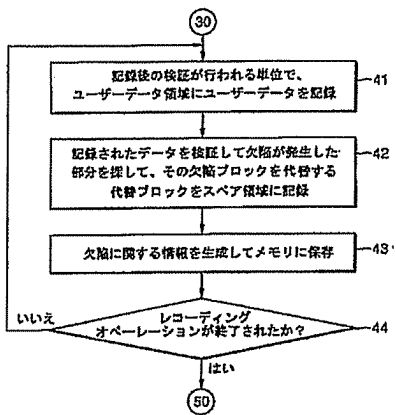 30
記録後の検証が行われる単位で、
ユーザーデータ領域にユーザーデータを記録
41
記録されたデータを検証して欠陥が発生した
部分を探して、その欠陥ブロックを代替する
代替ブロックをスペア領域に記録
42
欠陥に関する情報を生成してメモリに保存
43
レコーディング
オペーレーションが終了されたか？
44
いいえ
はい
50